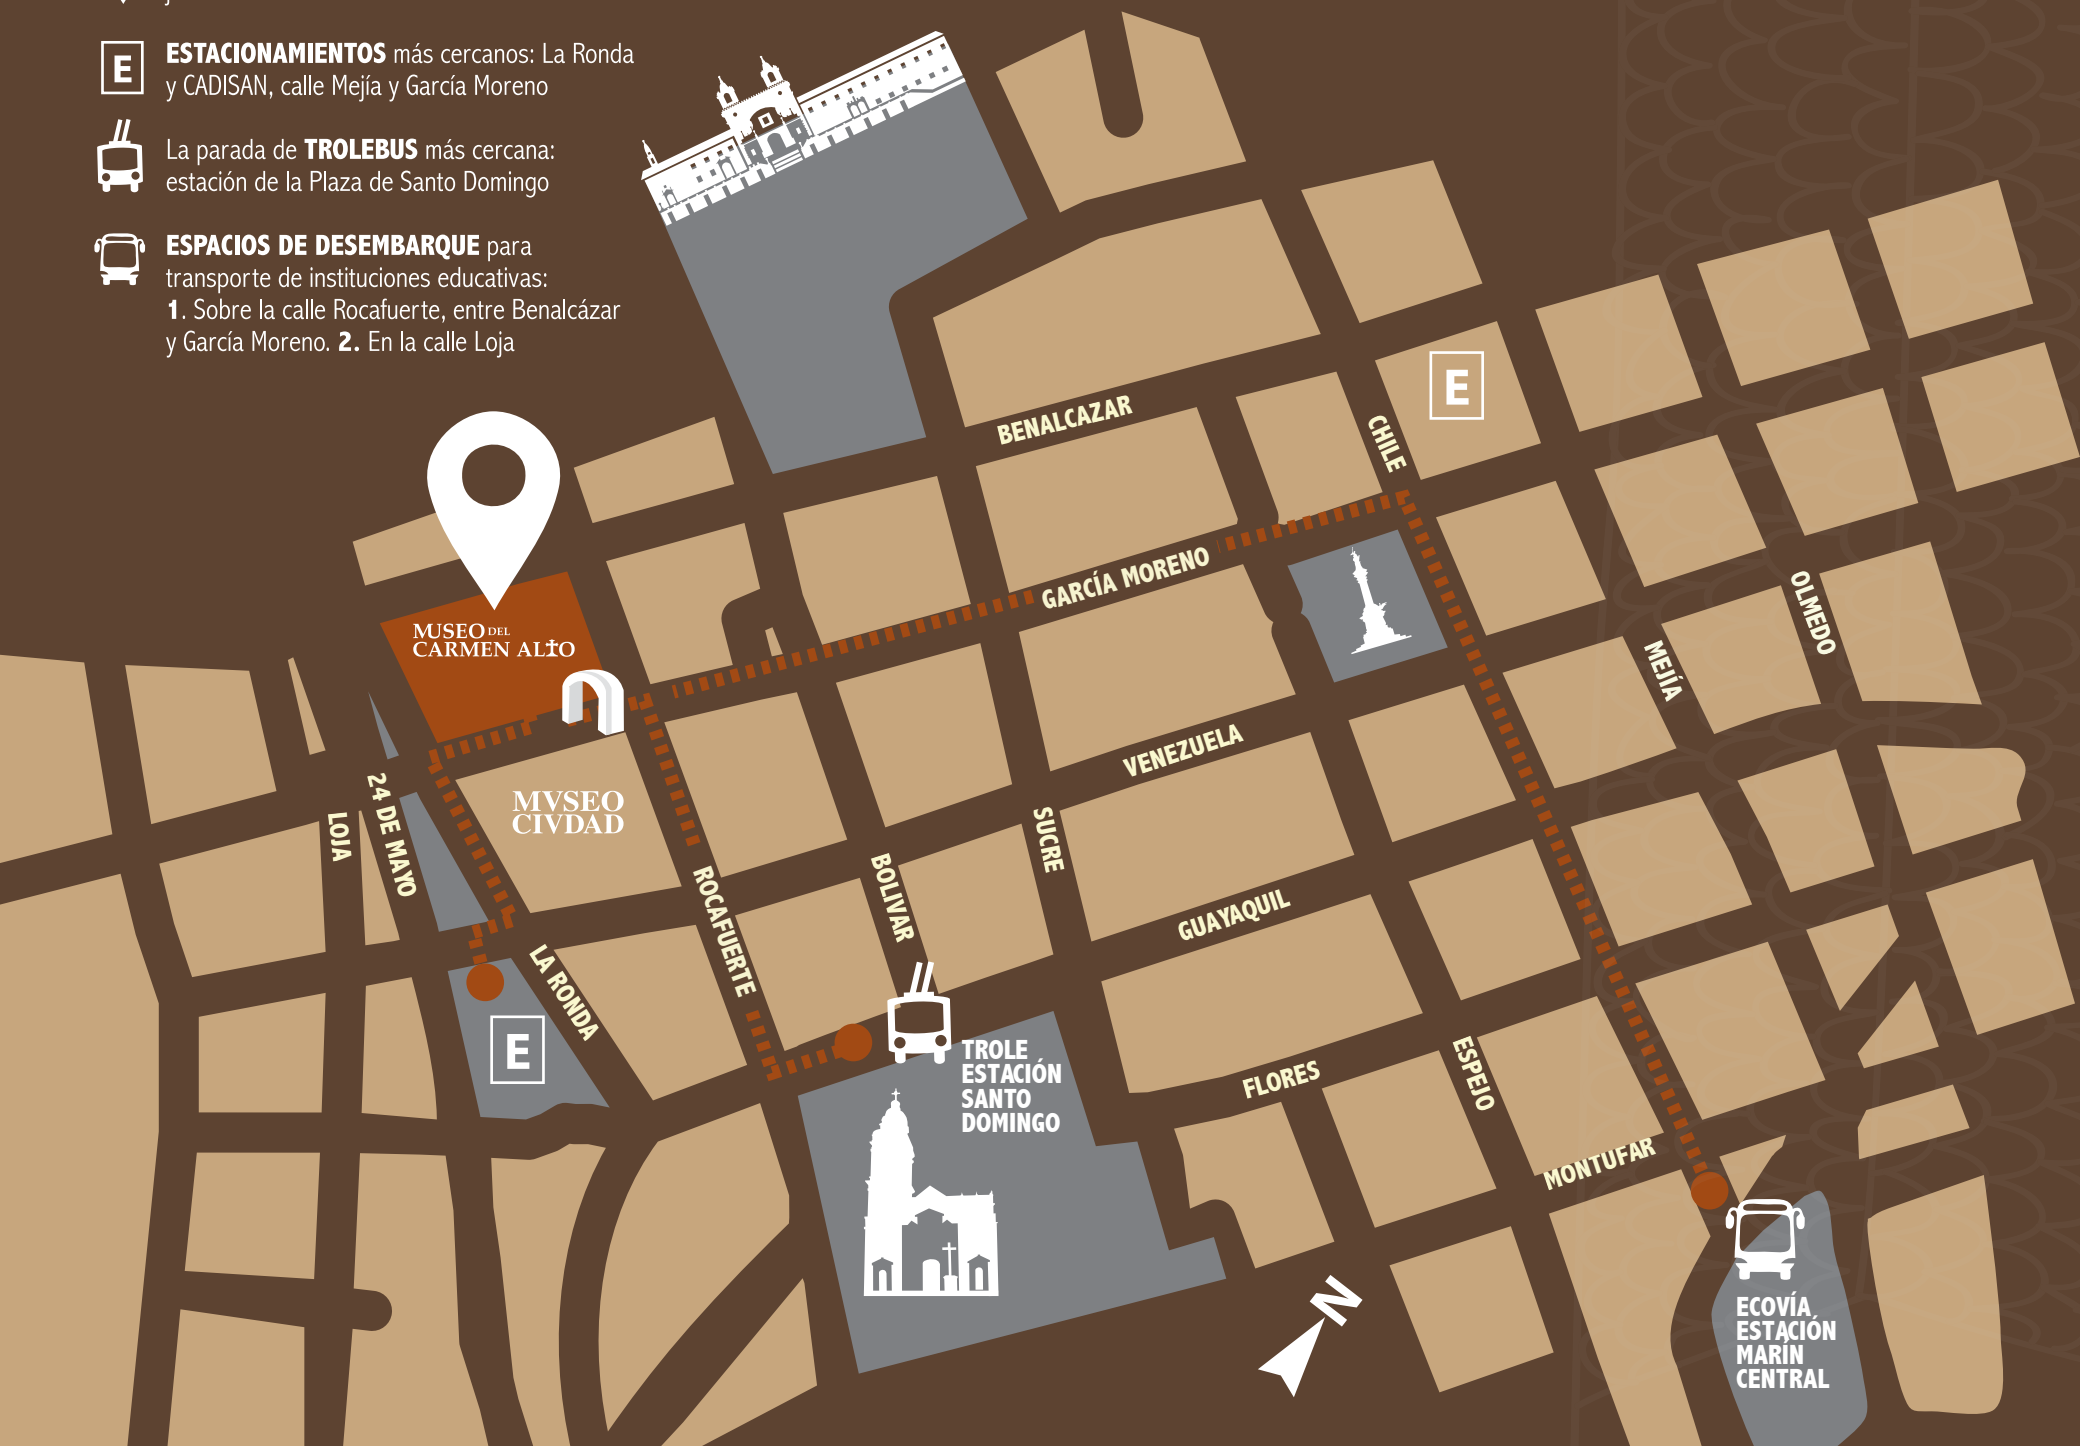 E
ESTACIONAMIENTOS más cercanos: La Ronda
y CADISAN, calle Mejía y García Moreno
La parada de TROLEBUS más cercana:
estación de la Plaza de Santo Domingo
ESPACIOS DE DESEMBARQUE para
transporte de instituciones educativas:
1. Sobre la calle Rocafuerte, entre Benalcázar
y García Moreno. 2. En la calle Loja
BENALCAZAR
CHILE
E
GARCÍA MORENO
OLMEDO
MEJÍA
MUSEO DEL
CARMEN ALTO
VENEZUELA
24 DE MAYO
LOJA
MVSEO
CIVDAD
SUCRE
BOLIVAR
ROCAFUERTE
GUAYAQUIL
LA RONDA
E
TROLE
ESTACIÓN
SANTO
DOMINGO
FLORES
ESPEJO
MONTUFAR
N
ECOVÍA
ESTACIÓN
MARÍN
CENTRAL